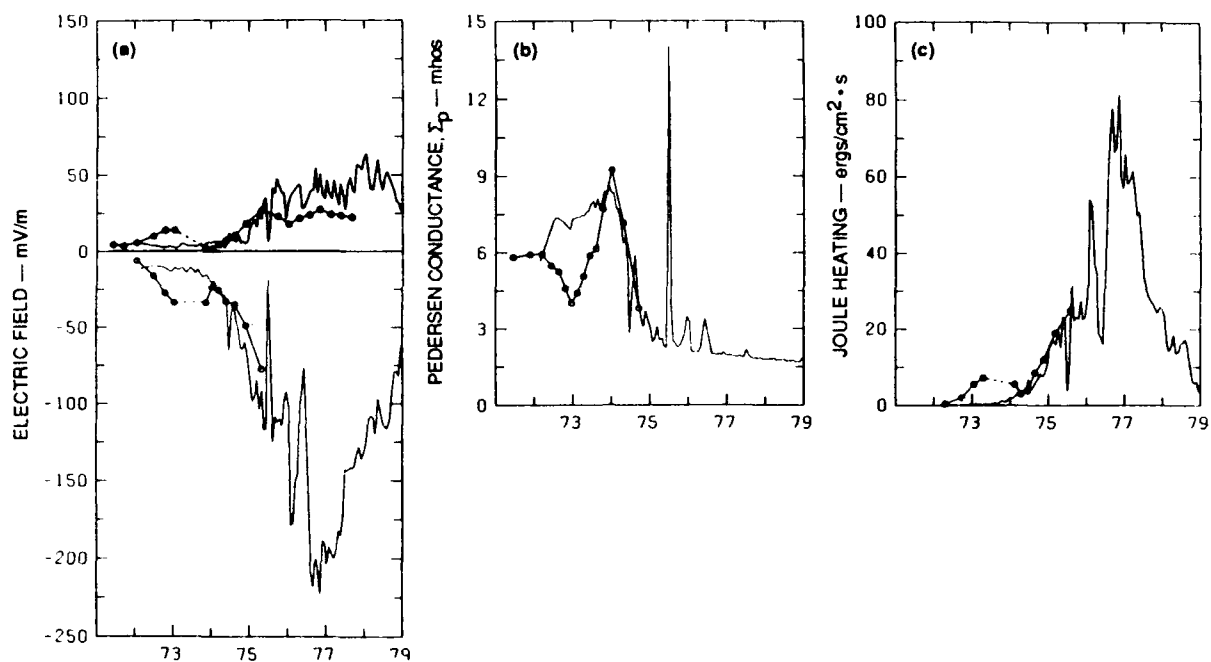 (a)
ELECTRIC FIELD — mV/m
150
100
50
0
-50
-100
-150
-200
-250
73 75 77 79
(b)
PEDERSEN CONDUCTANCE, Σp — mhos
15
12
9
6
3
0
73 75 77 79
(c)
JOULE HEATING — ergs/cm² • s
100
80
60
40
20
0
73 75 77 79